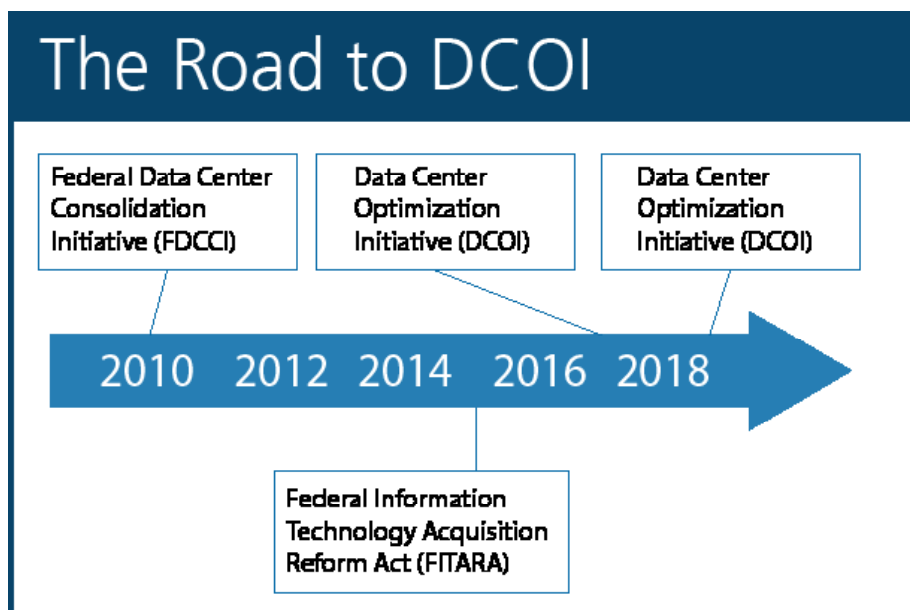 The Road to DCOI
Federal Data Center
Consolidation
Initiative (FDCCI)
Data Center
Optimization
Initiative (DCOI)
Data Center
Optimization
Initiative (DCOI)
2010 2012 2014 2016 2018
Federal Information
Technology Acquisition
Reform Act (FITARA)